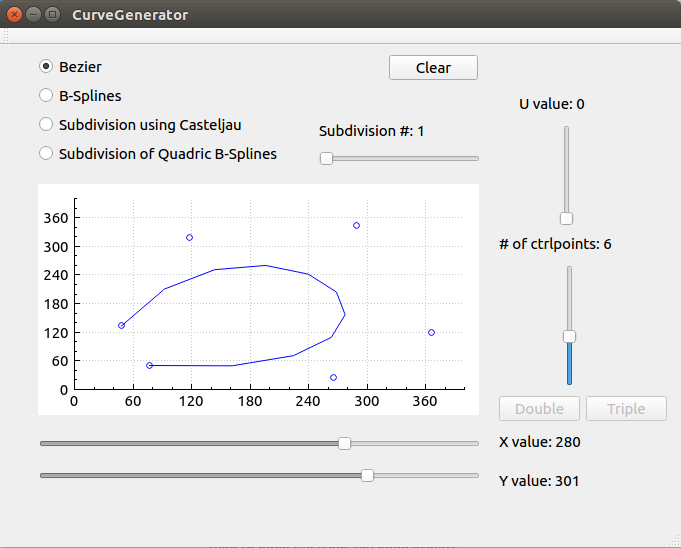 CurveGenerator
Bezier
Clear
B-Splines
U value: 0
Subdivision using Casteljau
Subdivision #: 1
Subdivision of Quadric B-Splines
360
300
240
180
120
60
0
0 60 120 180 240 300 360
# of ctrlpoints: 6
Double Triple
X value: 280
Y value: 301